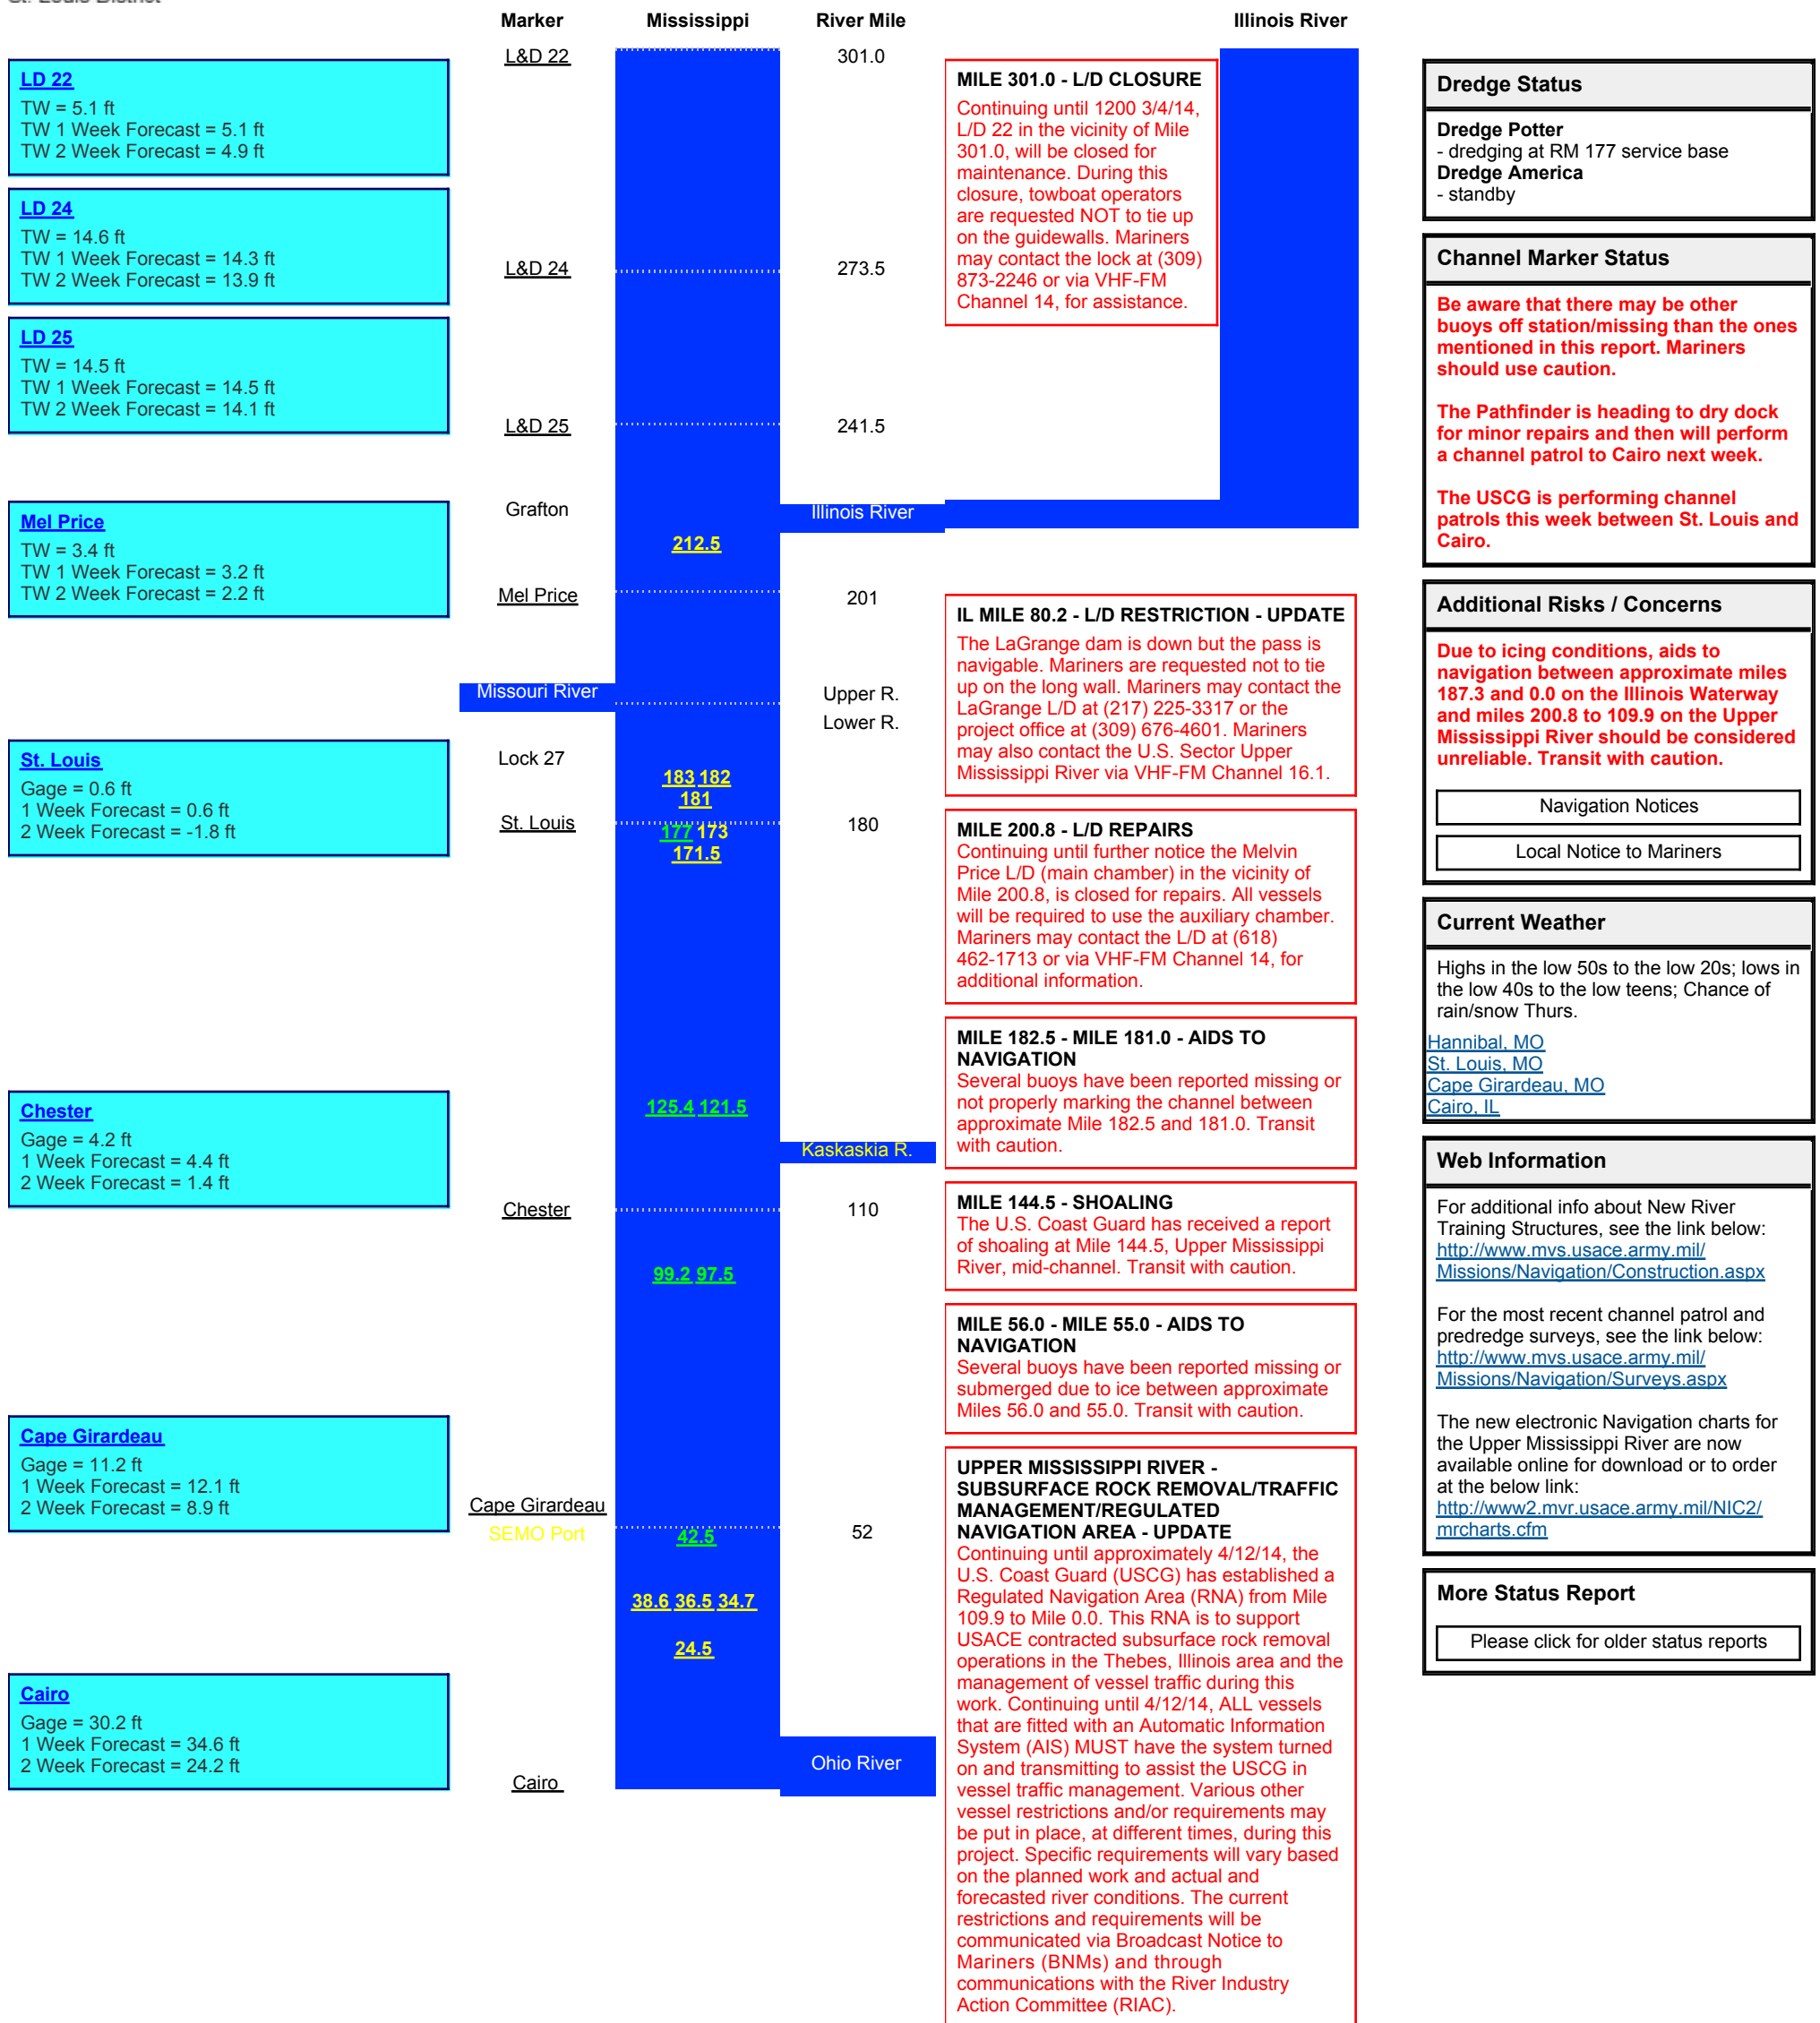 St. Louis District
Marker Mississippi River Mile Illinois River
L&D 22 301.0
LD 22
TW = 5.1 ft
TW 1 Week Forecast = 5.1 ft
TW 2 Week Forecast = 4.9 ft
LD 24
TW = 14.6 ft
TW 1 Week Forecast = 14.3 ft
TW 2 Week Forecast = 13.9 ft
L&D 24 273.5
LD 25
TW = 14.5 ft
TW 1 Week Forecast = 14.5 ft
TW 2 Week Forecast = 14.1 ft
L&D 25 241.5
Grafton Illinois River
Mel Price
TW = 3.4 ft
TW 1 Week Forecast = 3.2 ft
TW 2 Week Forecast = 2.2 ft
212.5
Mel Price 201
Missouri River Upper R.
Lower R.
St. Louis
Gage = 0.6 ft
1 Week Forecast = 0.6 ft
2 Week Forecast = -1.8 ft
Lock 27
183 182
181
St. Louis 180
177 173
171.5
Chester
Gage = 4.2 ft
1 Week Forecast = 4.4 ft
2 Week Forecast = 1.4 ft
125.4 121.5
Kaskaskia R.
Chester 110
99.2 97.5
Cape Girardeau
Gage = 11.2 ft
1 Week Forecast = 12.1 ft
2 Week Forecast = 8.9 ft
Cape Girardeau
SEMO Port 42.5 52
38.6 36.5 34.7
24.5
Cairo
Gage = 30.2 ft
1 Week Forecast = 34.6 ft
2 Week Forecast = 24.2 ft
Ohio River
Cairo
MILE 301.0 - L/D CLOSURE
Continuing until 1200 3/4/14,
L/D 22 in the vicinity of Mile
301.0, will be closed for
maintenance. During this
closure, towboat operators
are requested NOT to tie up
on the guidewalls. Mariners
may contact the lock at (309)
873-2246 or via VHF-FM
Channel 14, for assistance.
IL MILE 80.2 - L/D RESTRICTION - UPDATE
The LaGrange dam is down but the pass is
navigable. Mariners are requested not to tie
up on the long wall. Mariners may contact the
LaGrange L/D at (217) 225-3317 or the
project office at (309) 676-4601. Mariners
may also contact the U.S. Sector Upper
Mississippi River via VHF-FM Channel 16.1.
MILE 200.8 - L/D REPAIRS
Continuing until further notice the Melvin
Price L/D (main chamber) in the vicinity of
Mile 200.8, is closed for repairs. All vessels
will be required to use the auxiliary chamber.
Mariners may contact the L/D at (618)
462-1713 or via VHF-FM Channel 14, for
additional information.
MILE 182.5 - MILE 181.0 - AIDS TO
NAVIGATION
Several buoys have been reported missing or
not properly marking the channel between
approximate Mile 182.5 and 181.0. Transit
with caution.
MILE 144.5 - SHOALING
The U.S. Coast Guard has received a report
of shoaling at Mile 144.5, Upper Mississippi
River, mid-channel. Transit with caution.
MILE 56.0 - MILE 55.0 - AIDS TO
NAVIGATION
Several buoys have been reported missing or
submerged due to ice between approximate
Miles 56.0 and 55.0. Transit with caution.
UPPER MISSISSIPPI RIVER -
SUBSURFACE ROCK REMOVAL/TRAFFIC
MANAGEMENT/REGULATED
NAVIGATION AREA - UPDATE
Continuing until approximately 4/12/14, the
U.S. Coast Guard (USCG) has established a
Regulated Navigation Area (RNA) from Mile
109.9 to Mile 0.0. This RNA is to support
USACE contracted subsurface rock removal
operations in the Thebes, Illinois area and the
management of vessel traffic during this
work. Continuing until 4/12/14, ALL vessels
that are fitted with an Automatic Information
System (AIS) MUST have the system turned
on and transmitting to assist the USCG in
vessel traffic management. Various other
vessel restrictions and/or requirements may
be put in place, at different times, during this
project. Specific requirements will vary based
on the planned work and actual and
forecasted river conditions. The current
restrictions and requirements will be
communicated via Broadcast Notice to
Mariners (BNMs) and through
communications with the River Industry
Action Committee (RIAC).
Dredge Status
Dredge Potter
- dredging at RM 177 service base
Dredge America
- standby
Channel Marker Status
Be aware that there may be other
buoys off station/missing than the ones
mentioned in this report. Mariners
should use caution.
The Pathfinder is heading to dry dock
for minor repairs and then will perform
a channel patrol to Cairo next week.
The USCG is performing channel
patrols this week between St. Louis and
Cairo.
Additional Risks / Concerns
Due to icing conditions, aids to
navigation between approximate miles
187.3 and 0.0 on the Illinois Waterway
and miles 200.8 to 109.9 on the Upper
Mississippi River should be considered
unreliable. Transit with caution.
Navigation Notices
Local Notice to Mariners
Current Weather
Highs in the low 50s to the low 20s; lows in
the low 40s to the low teens; Chance of
rain/snow Thurs.
Hannibal, MO
St. Louis, MO
Cape Girardeau, MO
Cairo, IL
Web Information
For additional info about New River
Training Structures, see the link below:
http://www.mvs.usace.army.mil/
Missions/Navigation/Construction.aspx
For the most recent channel patrol and
predredge surveys, see the link below:
http://www.mvs.usace.army.mil/
Missions/Navigation/Surveys.aspx
The new electronic Navigation charts for
the Upper Mississippi River are now
available online for download or to order
at the below link:
http://www2.mvr.usace.army.mil/NIC2/
mrcharts.cfm
More Status Report
Please click for older status reports